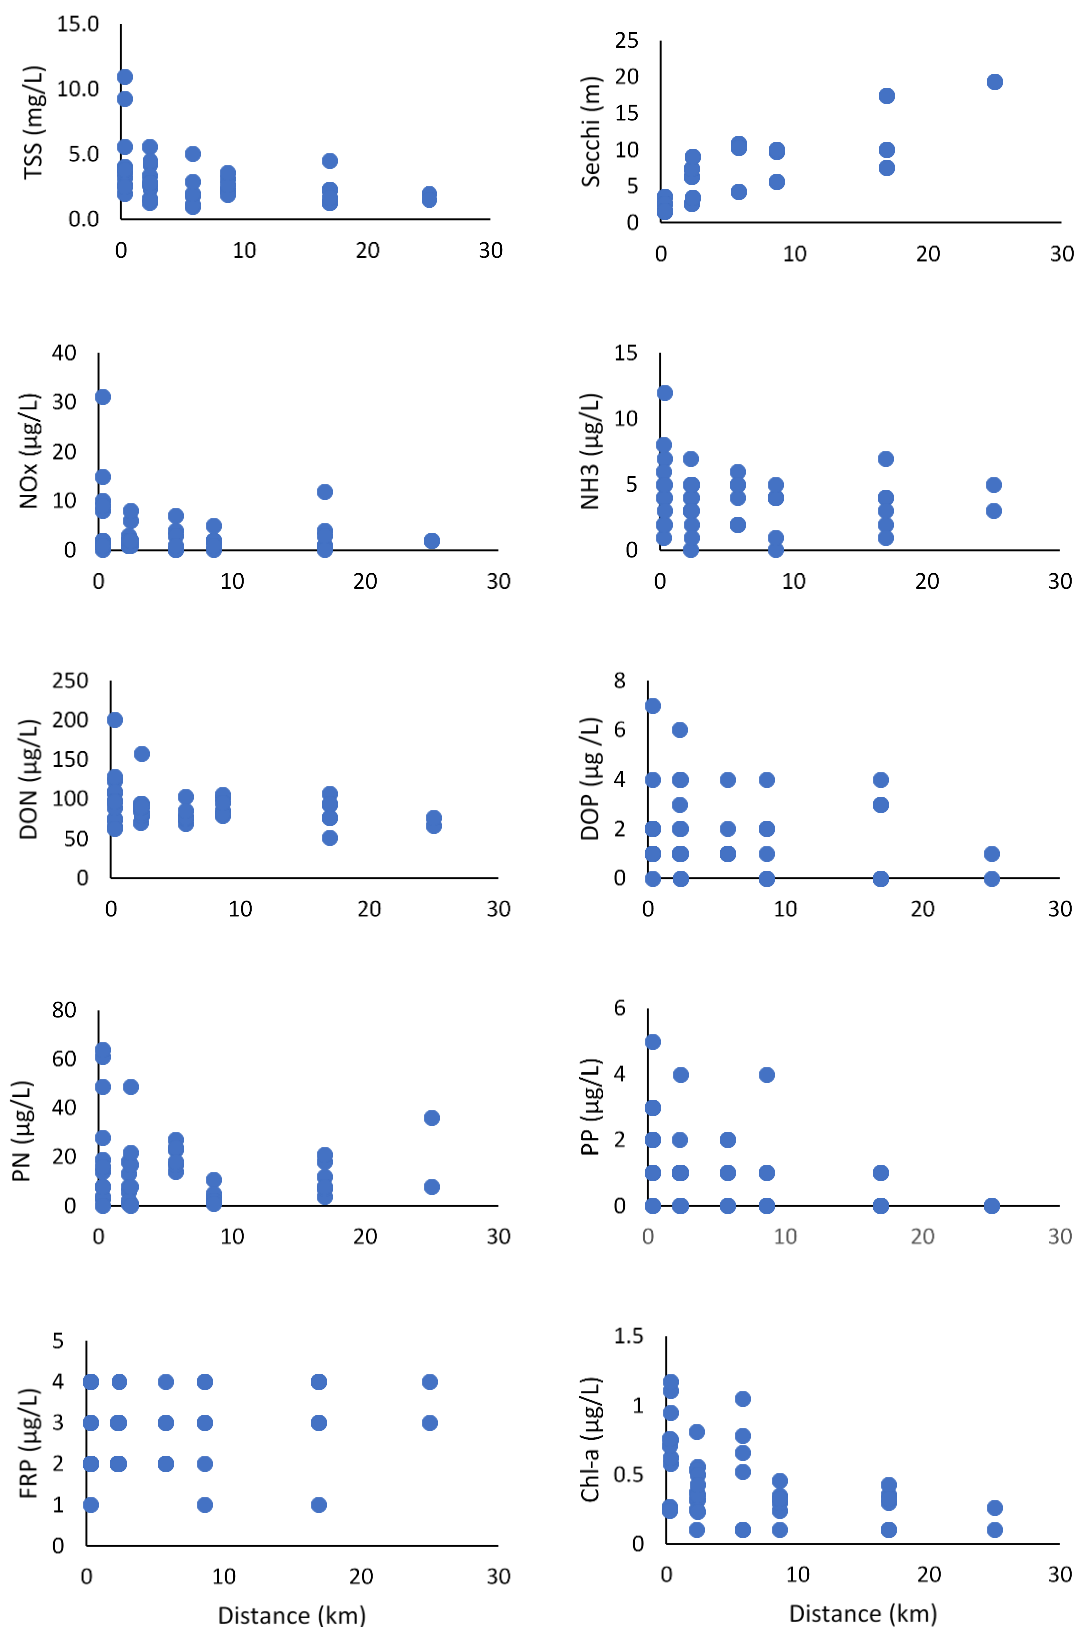 TSS (mg/L)
15.0
10.0
5.0
0.0
0 10 20 30
Secchi (m)
25
20
15
10
5
0
0 10 20 30
NOx (µg/L)
40
30
20
10
0
0 10 20 30
NH3 (µg/L)
15
10
5
0
0 10 20 30
DON (µg/L)
250
200
150
100
50
0
0 10 20 30
DOP (µg /L)
8
6
4
2
0
0 10 20 30
PN (µg/L)
80
60
40
20
0
0 10 20 30
PP (µg/L)
6
4
2
0
0 10 20 30
FRP (µg/L)
5
4
3
2
1
0
0 10 20 30
Distance (km)
Chl-a (µg/L)
1.5
1
0.5
0
0 10 20 30
Distance (km)